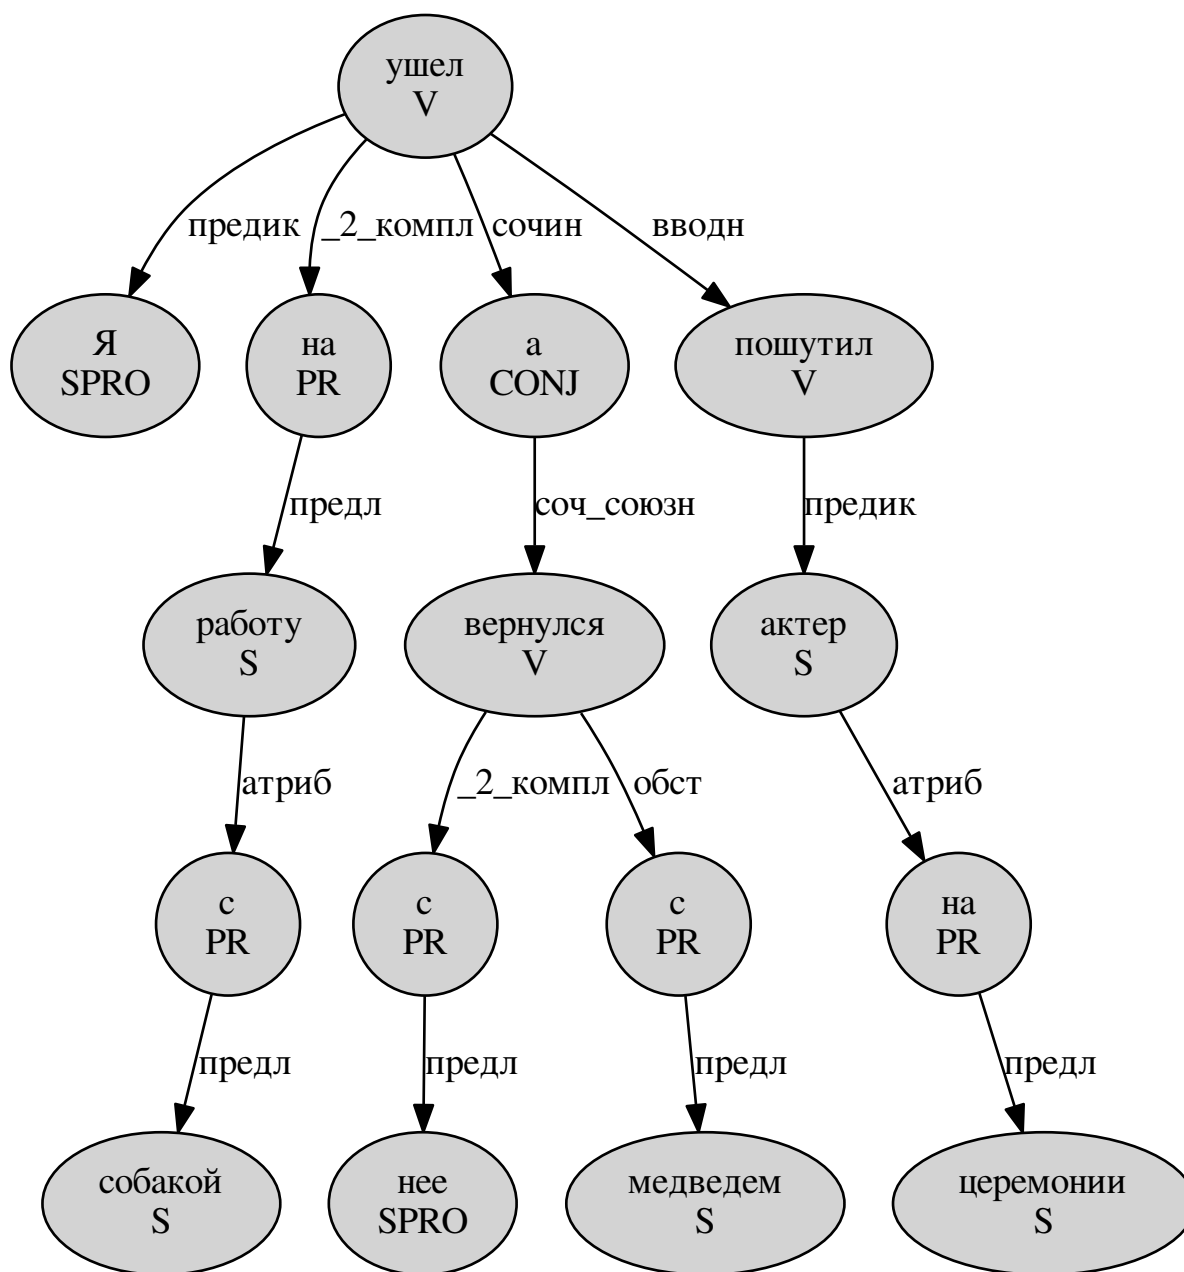 ушел
V
предик _2_компл сочин вводн
Я на а пошутил
SPRO PR CONJ V
предл соч_союзн предик
работу вернулся актер
S V S
атриб _2_компл обст атриб
с с с на
PR PR PR PR
предл предл предл предл
собакой нее медведем церемонии
S SPRO S S